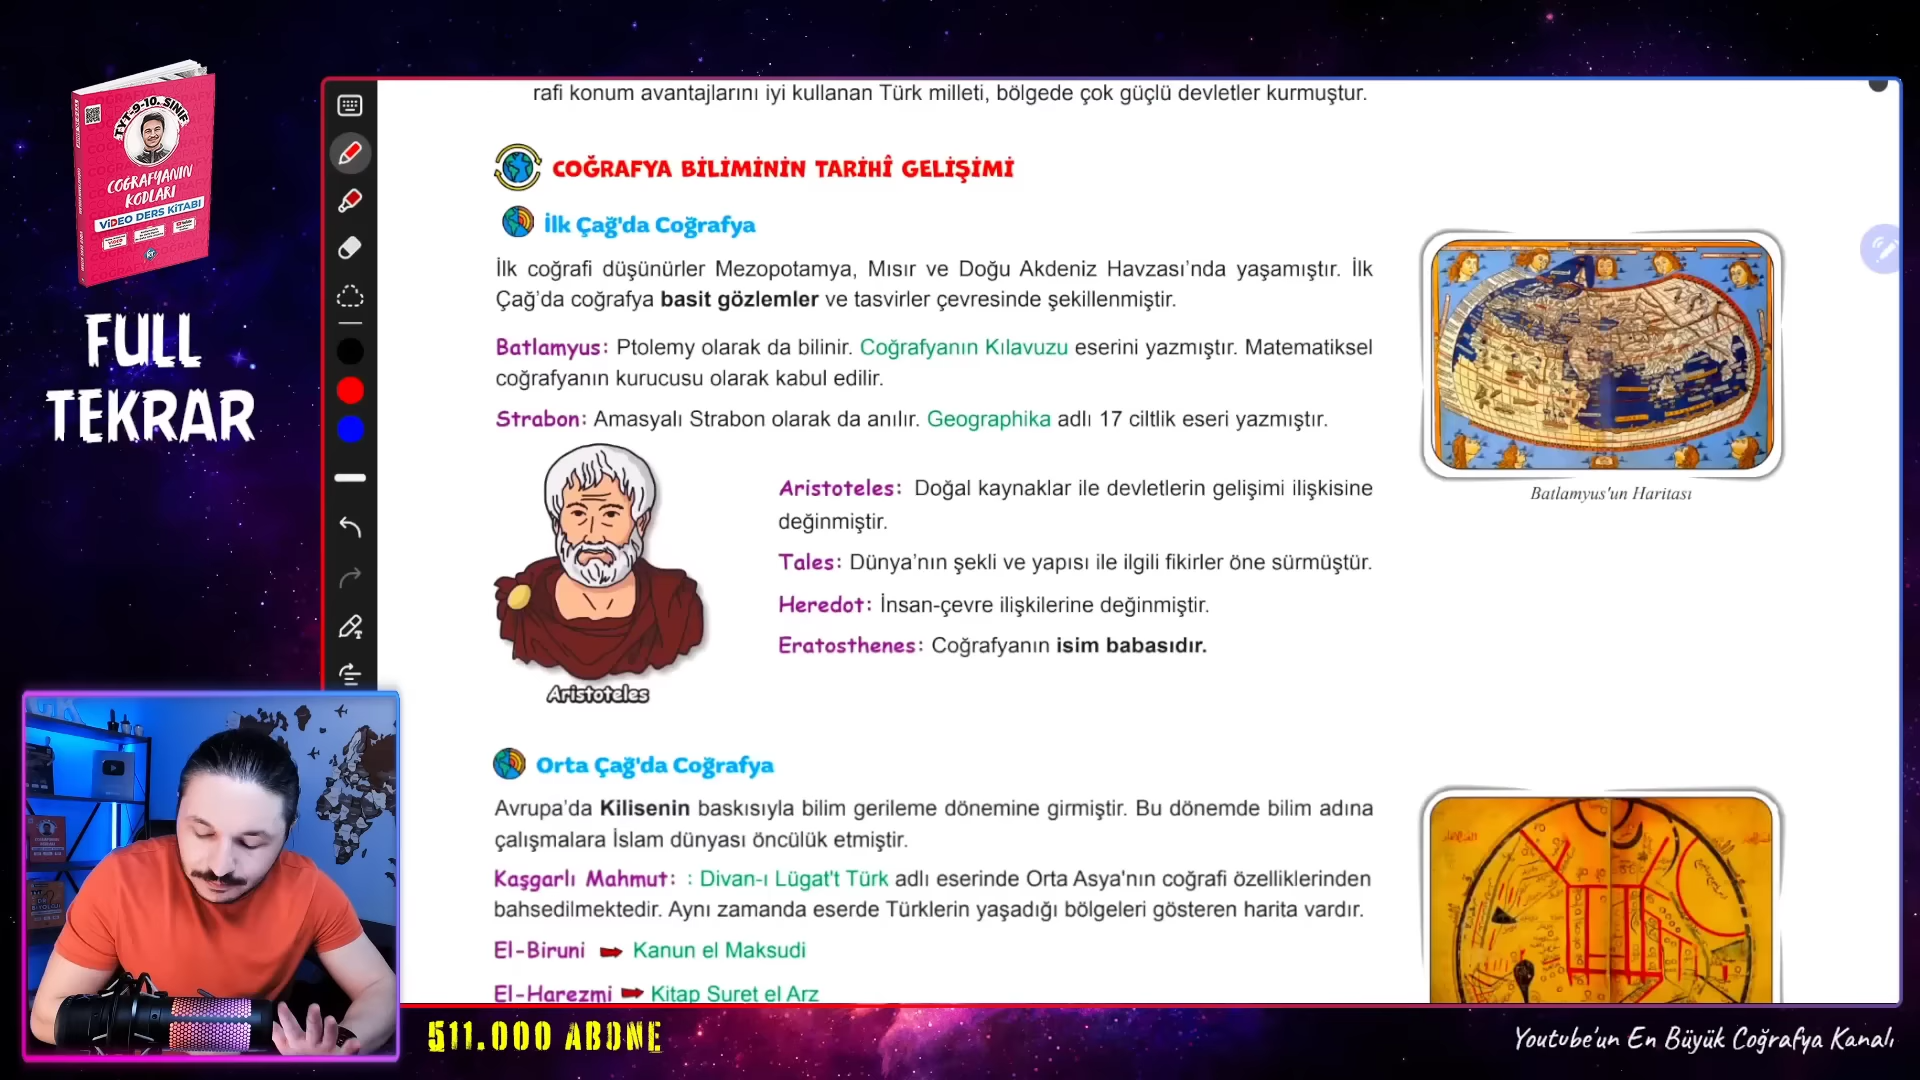 TYT-9-10. SINIF
COĞRAFYANIN
KODLARI
VİDEO DERS KİTABI
FULL
TEKRAR
rafi konum avantajlarını iyi kullanan Türk milleti, bölgede çok güçlü devletler kurmuştur.
COĞRAFYA BİLİMİNİN TARİHÎ GELİŞİMİ
İlk Çağ'da Coğrafya
İlk coğrafi düşünürler Mezopotamya, Mısır ve Doğu Akdeniz Havzası'nda yaşamıştır. İlk
Çağ'da coğrafya basit gözlemler ve tasvirler çevresinde şekillenmiştir.
Batlamyus: Ptolemy olarak da bilinir. Coğrafyanın Kılavuzu eserini yazmıştır. Matematiksel
coğrafyanın kurucusu olarak kabul edilir.
Strabon: Amasyalı Strabon olarak da anılır. Geographika adlı 17 ciltlik eseri yazmıştır.
Batlamyus'un Haritası
Aristoteles: Doğal kaynaklar ile devletlerin gelişimi ilişkisine
değinmiştir.
Tales: Dünya'nın şekli ve yapısı ile ilgili fikirler öne sürmüştür.
Heredot: İnsan-çevre ilişkilerine değinmiştir.
Eratosthenes: Coğrafyanın isim babasıdır.
Aristoteles
Orta Çağ'da Coğrafya
Avrupa'da Kilisenin baskısıyla bilim gerileme dönemine girmiştir. Bu dönemde bilim adına
çalışmalara İslam dünyası öncülük etmiştir.
Kaşgarlı Mahmut: : Divan-ı Lügat't Türk adlı eserinde Orta Asya'nın coğrafi özelliklerinden
bahsedilmektedir. Aynı zamanda eserde Türklerin yaşadığı bölgeleri gösteren harita vardır.
El-Biruni Kanun el Maksudi
El-Harezmi Kitap Suret el Arz
511.000 ABONE
Youtube'un En Büyük Coğrafya Kanalı